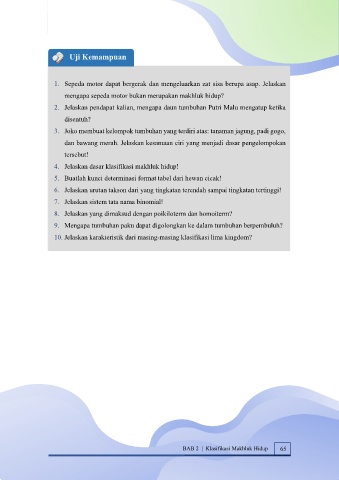 Uji Kemampuan
1. Sepeda motor dapat bergerak dan mengeluarkan zat sisa berupa asap. Jelaskan
mengapa sepeda motor bukan merupakan makhluk hidup?
2. Jelaskan pendapat kalian, mengapa daun tumbuhan Putri Malu mengatup ketika
disentuh?
3. Joko membuat kelompok tumbuhan yang terdiri atas: tanaman jagung, padi gogo,
dan bawang merah. Jelaskan kesamaan ciri yang menjadi dasar pengelompokan
tersebut!
4. Jelaskan dasar klasifikasi makhluk hidup!
5. Buatlah kunci determinasi format tabel dari hewan cicak!
6. Jelaskan urutan takson dari yang tingkatan terendah sampai tingkatan tertinggi!
7. Jelaskan sistem tata nama binomial!
8. Jelaskan yang dimaksud dengan poikiloterm dan homoiterm?
9. Mengapa tumbuhan paku dapat digolongkan ke dalam tumbuhan berpembuluh?
10. Jelaskan karakteristik dari masing-masing klasifikasi lima kingdom?
BAB 2 | Klasifikasi Makhluk Hidup 65